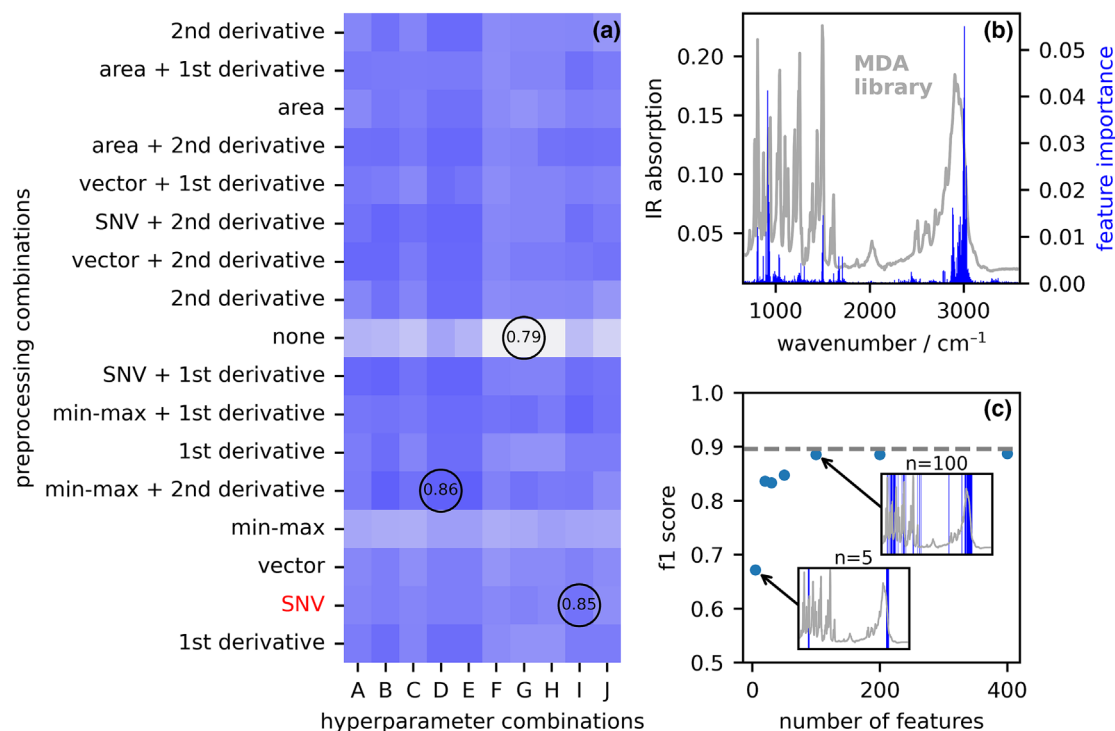 (a)
preprocessing combinations
2nd derivative
area + 1st derivative
area
area + 2nd derivative
vector + 1st derivative
SNV + 2nd derivative
vector + 2nd derivative
2nd derivative
none
SNV + 1st derivative
min-max + 1st derivative
1st derivative
min-max + 2nd derivative
min-max
vector
SNV
1st derivative
0.79
0.86
0.85
A B C D E F G H I J
hyperparameter combinations
(b)
MDA
library
IR absorption
0.20
0.15
0.10
0.05
feature importance
0.05
0.04
0.03
0.02
0.01
0.00
1000 2000 3000
wavenumber / cm⁻¹
(c)
f1 score
1.0
0.9
0.8
0.7
0.6
0.5
n=100
n=5
0 200 400
number of features